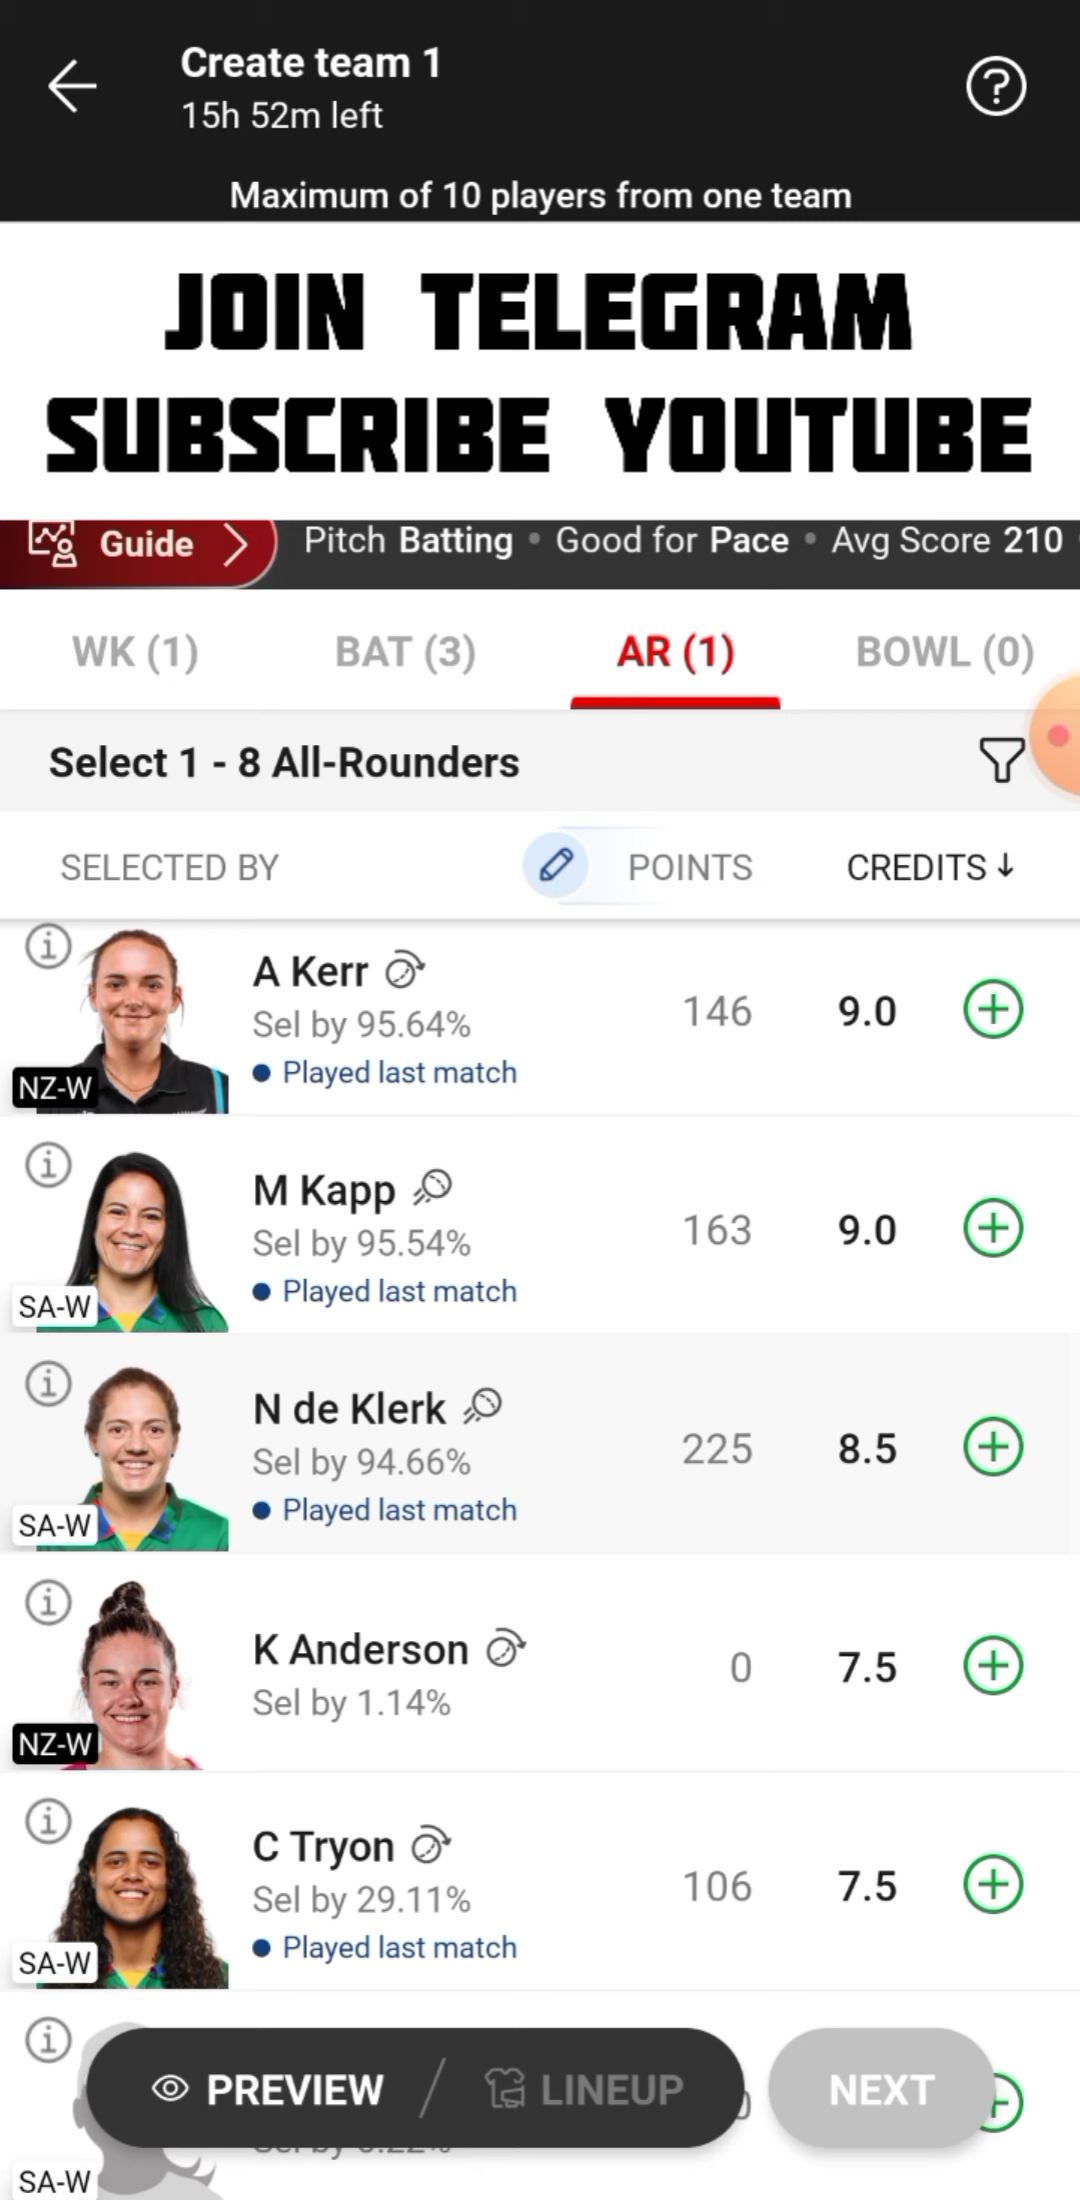 Create team 1
15h 52m left
Maximum of 10 players from one team
JOIN TELEGRAM
SUBSCRIBE YOUTUBE
Guide Pitch Batting • Good for Pace • Avg Score 210
WK (1) BAT (3) AR (1) BOWL (0)
Select 1 - 8 All-Rounders
SELECTED BY POINTS CREDITS ↓
A Kerr
Sel by 95.64% 146 9.0
Played last match
NZ-W
M Kapp
Sel by 95.54% 163 9.0
Played last match
SA-W
N de Klerk
Sel by 94.66% 225 8.5
Played last match
SA-W
K Anderson
Sel by 1.14% 0 7.5
NZ-W
C Tryon
Sel by 29.11% 106 7.5
Played last match
SA-W
PREVIEW / LINEUP NEXT
SA-W